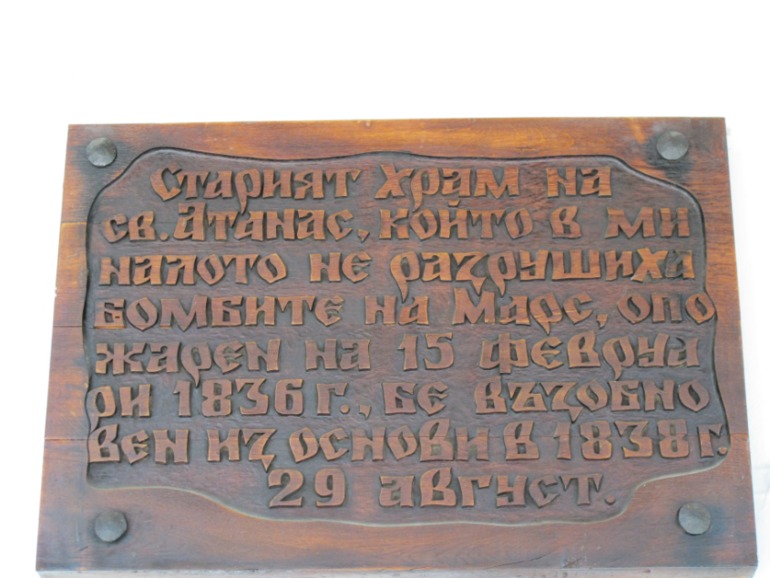 Старият храм на
св. Атанас, който в ми
налото не разрушиха
бомбите на Марс, опо
жарен на 15 февруа
ри 1836 г., бе възобно
вен из основи в 1838 г.
29 август.